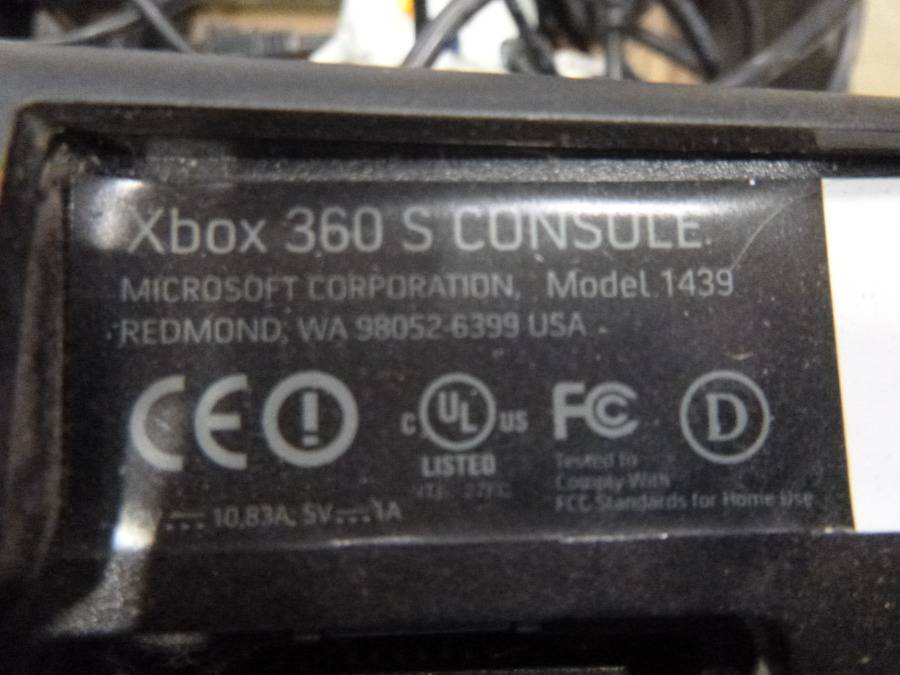 Xbox 360 S CONSOLE
MICROSOFT CORPORATION, Model 1439
REDMOND, WA 98052-6399 USA
CE C UL US FC D
LISTED
Tested to
Comply With
FCC Standards for Home Use
10,83A, 5V 1A